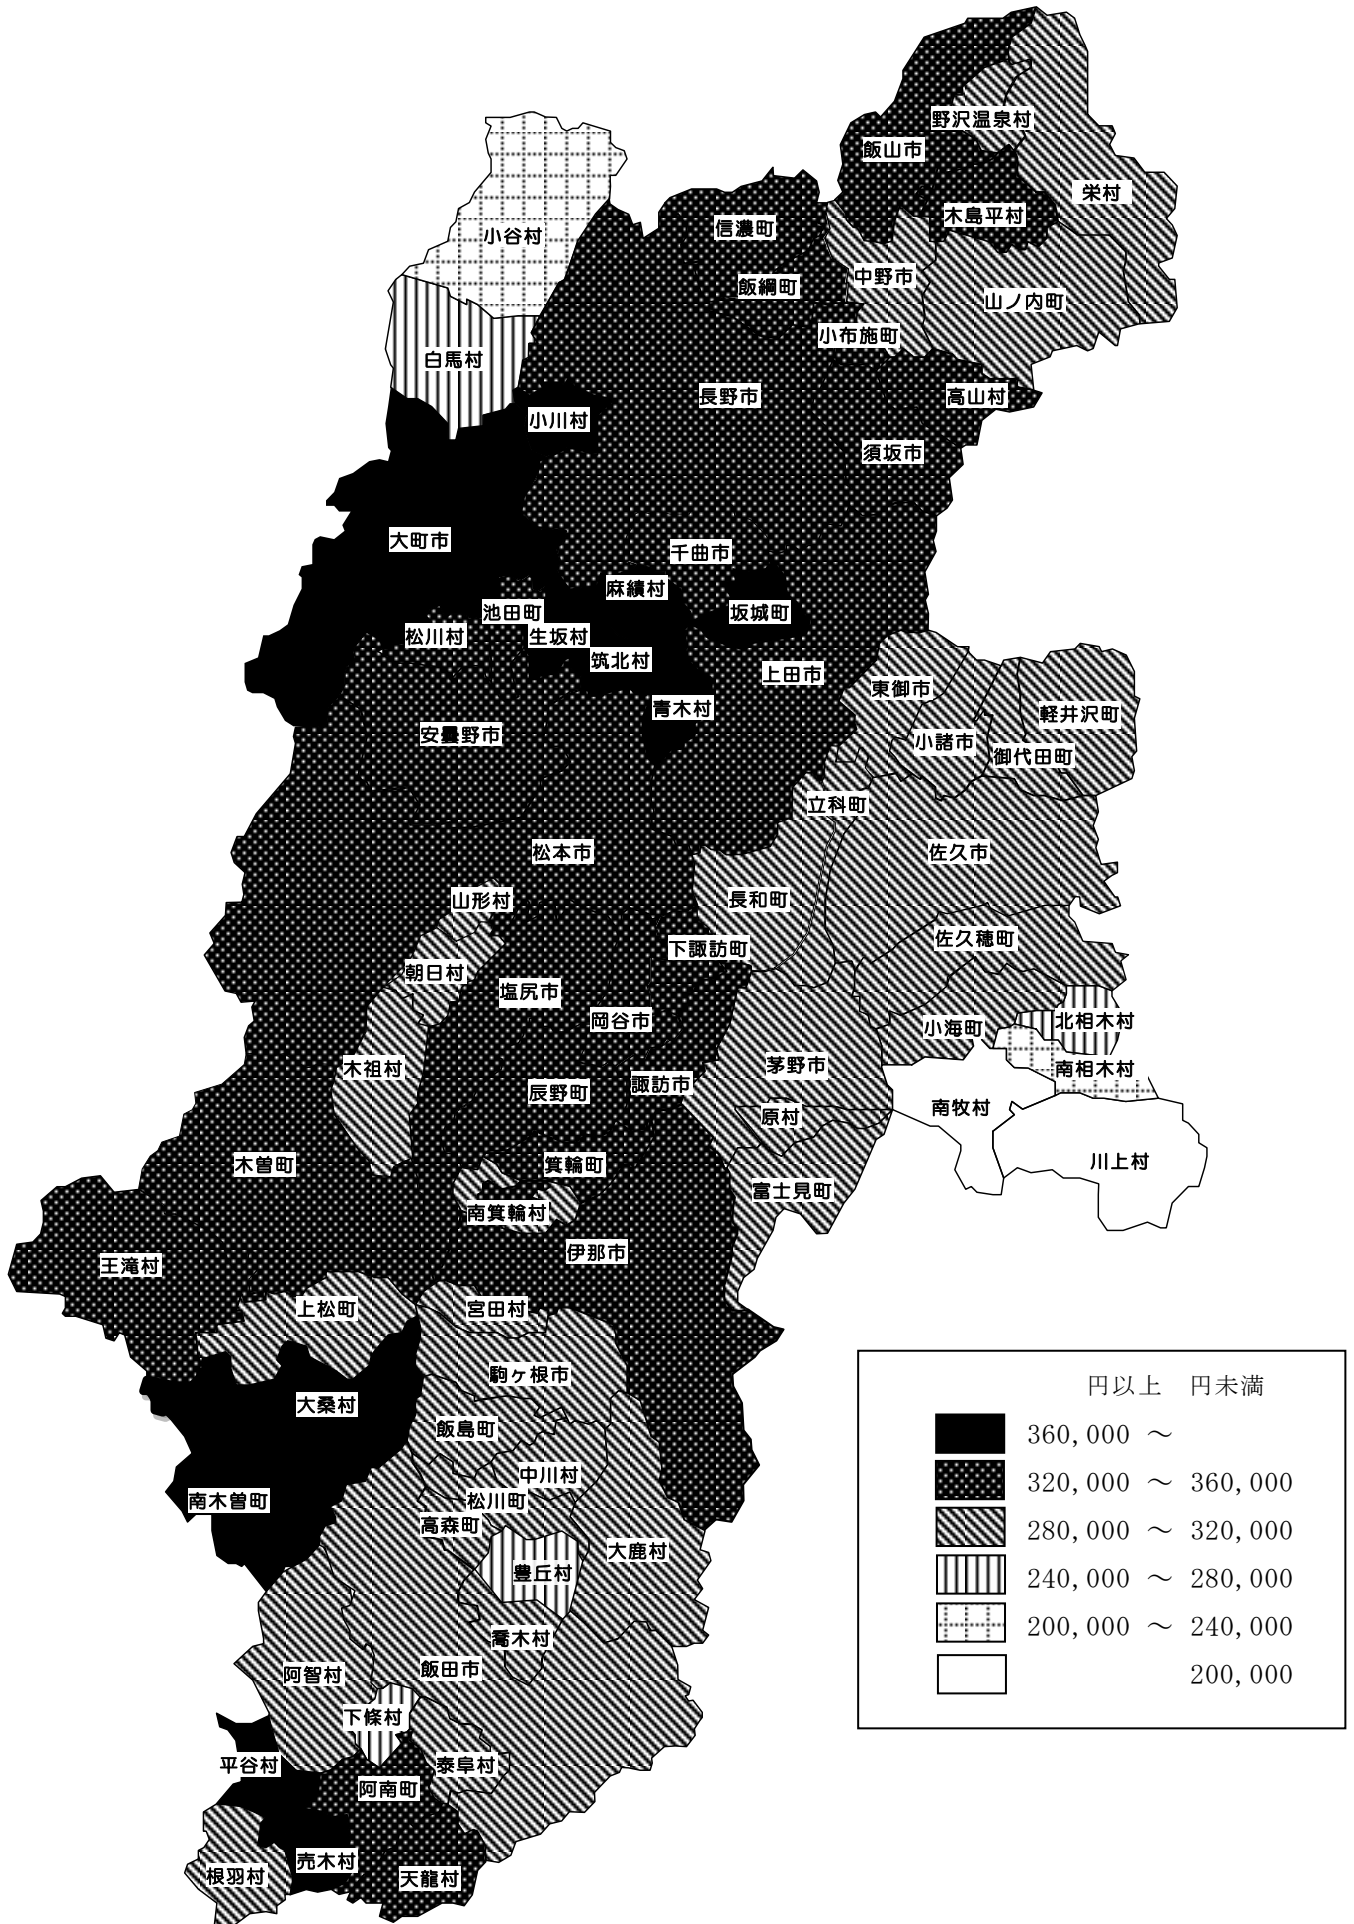 野沢温泉村
飯山市
栄村
木島平村
信濃町
小谷村
中野市
飯綱町
山ノ内町
小布施町
白馬村
長野市
高山村
小川村
須坂市
大町市
千曲市
麻績村
池田町
坂城町
松川村
生坂村
筑北村
上田市
東御市
青木村
軽井沢町
安曇野市
小諸市
御代田町
立科町
松本市
佐久市
山形村
長和町
佐久穂町
下諏訪町
朝日村
塩尻市
岡谷市
北相木村
小海町
木祖村
茅野市
南相木村
諏訪市
辰野町
南牧村
原村
木曽町
箕輪町
川上村
富士見町
南箕輪村
伊那市
王滝村
上松町
宮田村
駒ヶ根市
大桑村
飯島町
中川村
南木曽町
松川町
高森町
大鹿村
豊丘村
喬木村
阿智村
飯田市
下條村
平谷村
泰阜村
阿南町
売木村
根羽村
天龍村
円以上 円未満
360,000 ～
320,000 ～ 360,000
280,000 ～ 320,000
240,000 ～ 280,000
200,000 ～ 240,000
200,000